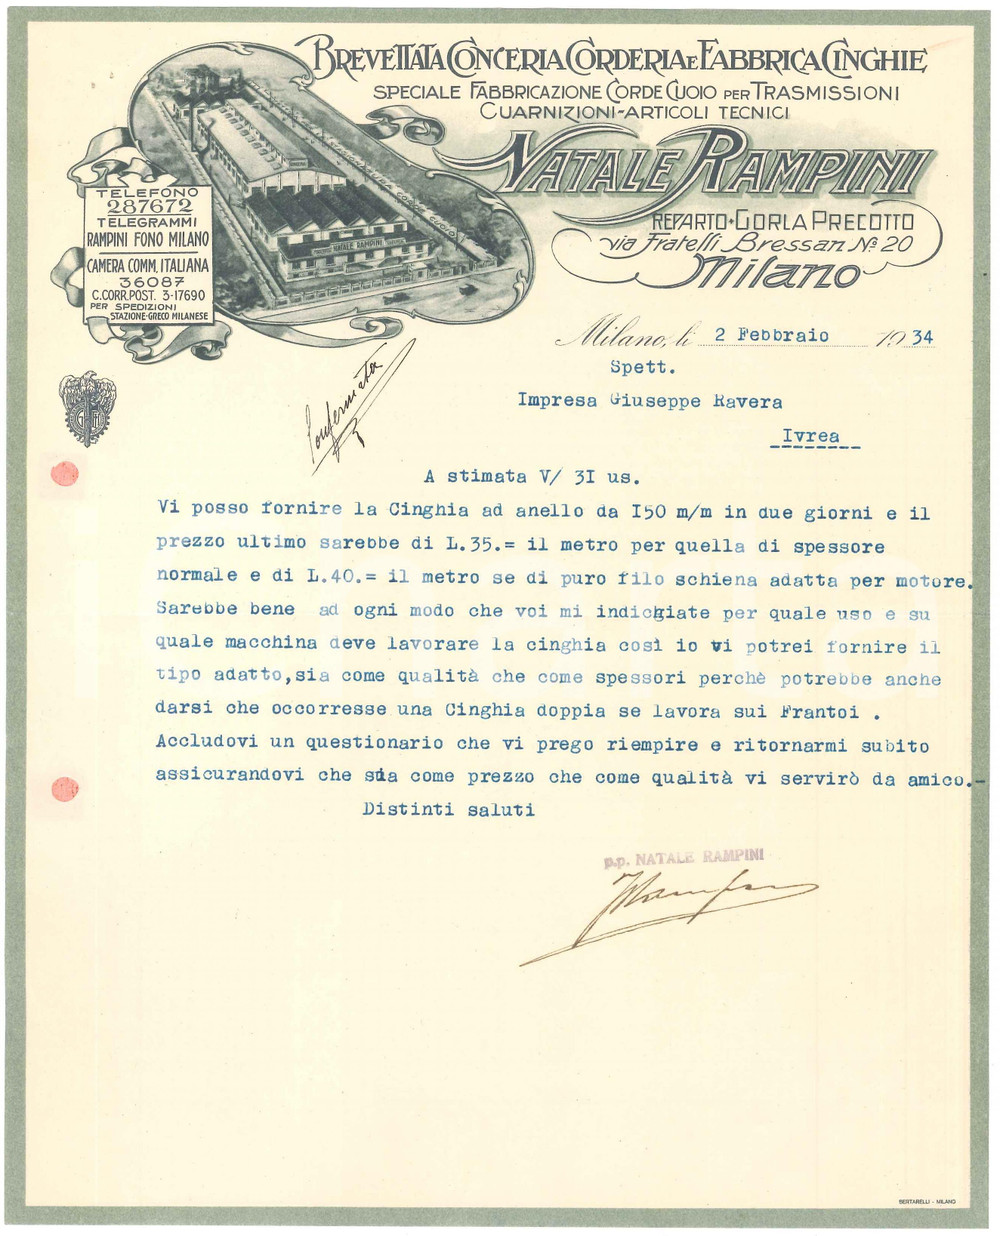 BREVETTATA CONCERIA CORDERIA E FABBRICA CINGHIE
SPECIALE FABBRICAZIONE CORDE CUOIO PER TRASMISSIONI
GUARNIZIONI-ARTICOLI TECNICI
NATALE RAMPINI
REPARTO-GORLA PRECOTTO
via Fratelli Bressan No 20
Milano
NATALE RAMPINI
TELEFONO
287672
TELEGRAMMI
RAMPINI FONO MILANO
CAMERA COMM. ITALIANA
36087
C.CORR.POST. 3-17690
PER SPEDIZIONI
STAZIONE-GRECO MILANESE
Milano, li 2 Febbraio 1934
Spett.
Impresa Giuseppe Ravera
Ivrea
Confermata
A stimata V/ 3I us.
Vi posso fornire la Cinghia ad anello da I50 m/m in due giorni e il
prezzo ultimo sarebbe di L.35.= il metro per quella di spessore
normale e di L.40.= il metro se di puro filo schiena adatta per motore.
Sarebbe bene ad ogni modo che voi mi indichiate per quale uso e su
quale macchina deve lavorare la cinghia così io vi potrei fornire il
tipo adatto,sia come qualità che come spessori perchè potrebbe anche
darsi che occorresse una Cinghia doppia se lavora sui Frantoi .
Accludovi un questionario che vi prego riempire e ritornarmi subito
assicurandovi che sia come prezzo che come qualità vi servirò da amico.-
Distinti saluti
p.p. NATALE RAMPINI
BERTARELLI - MILANO